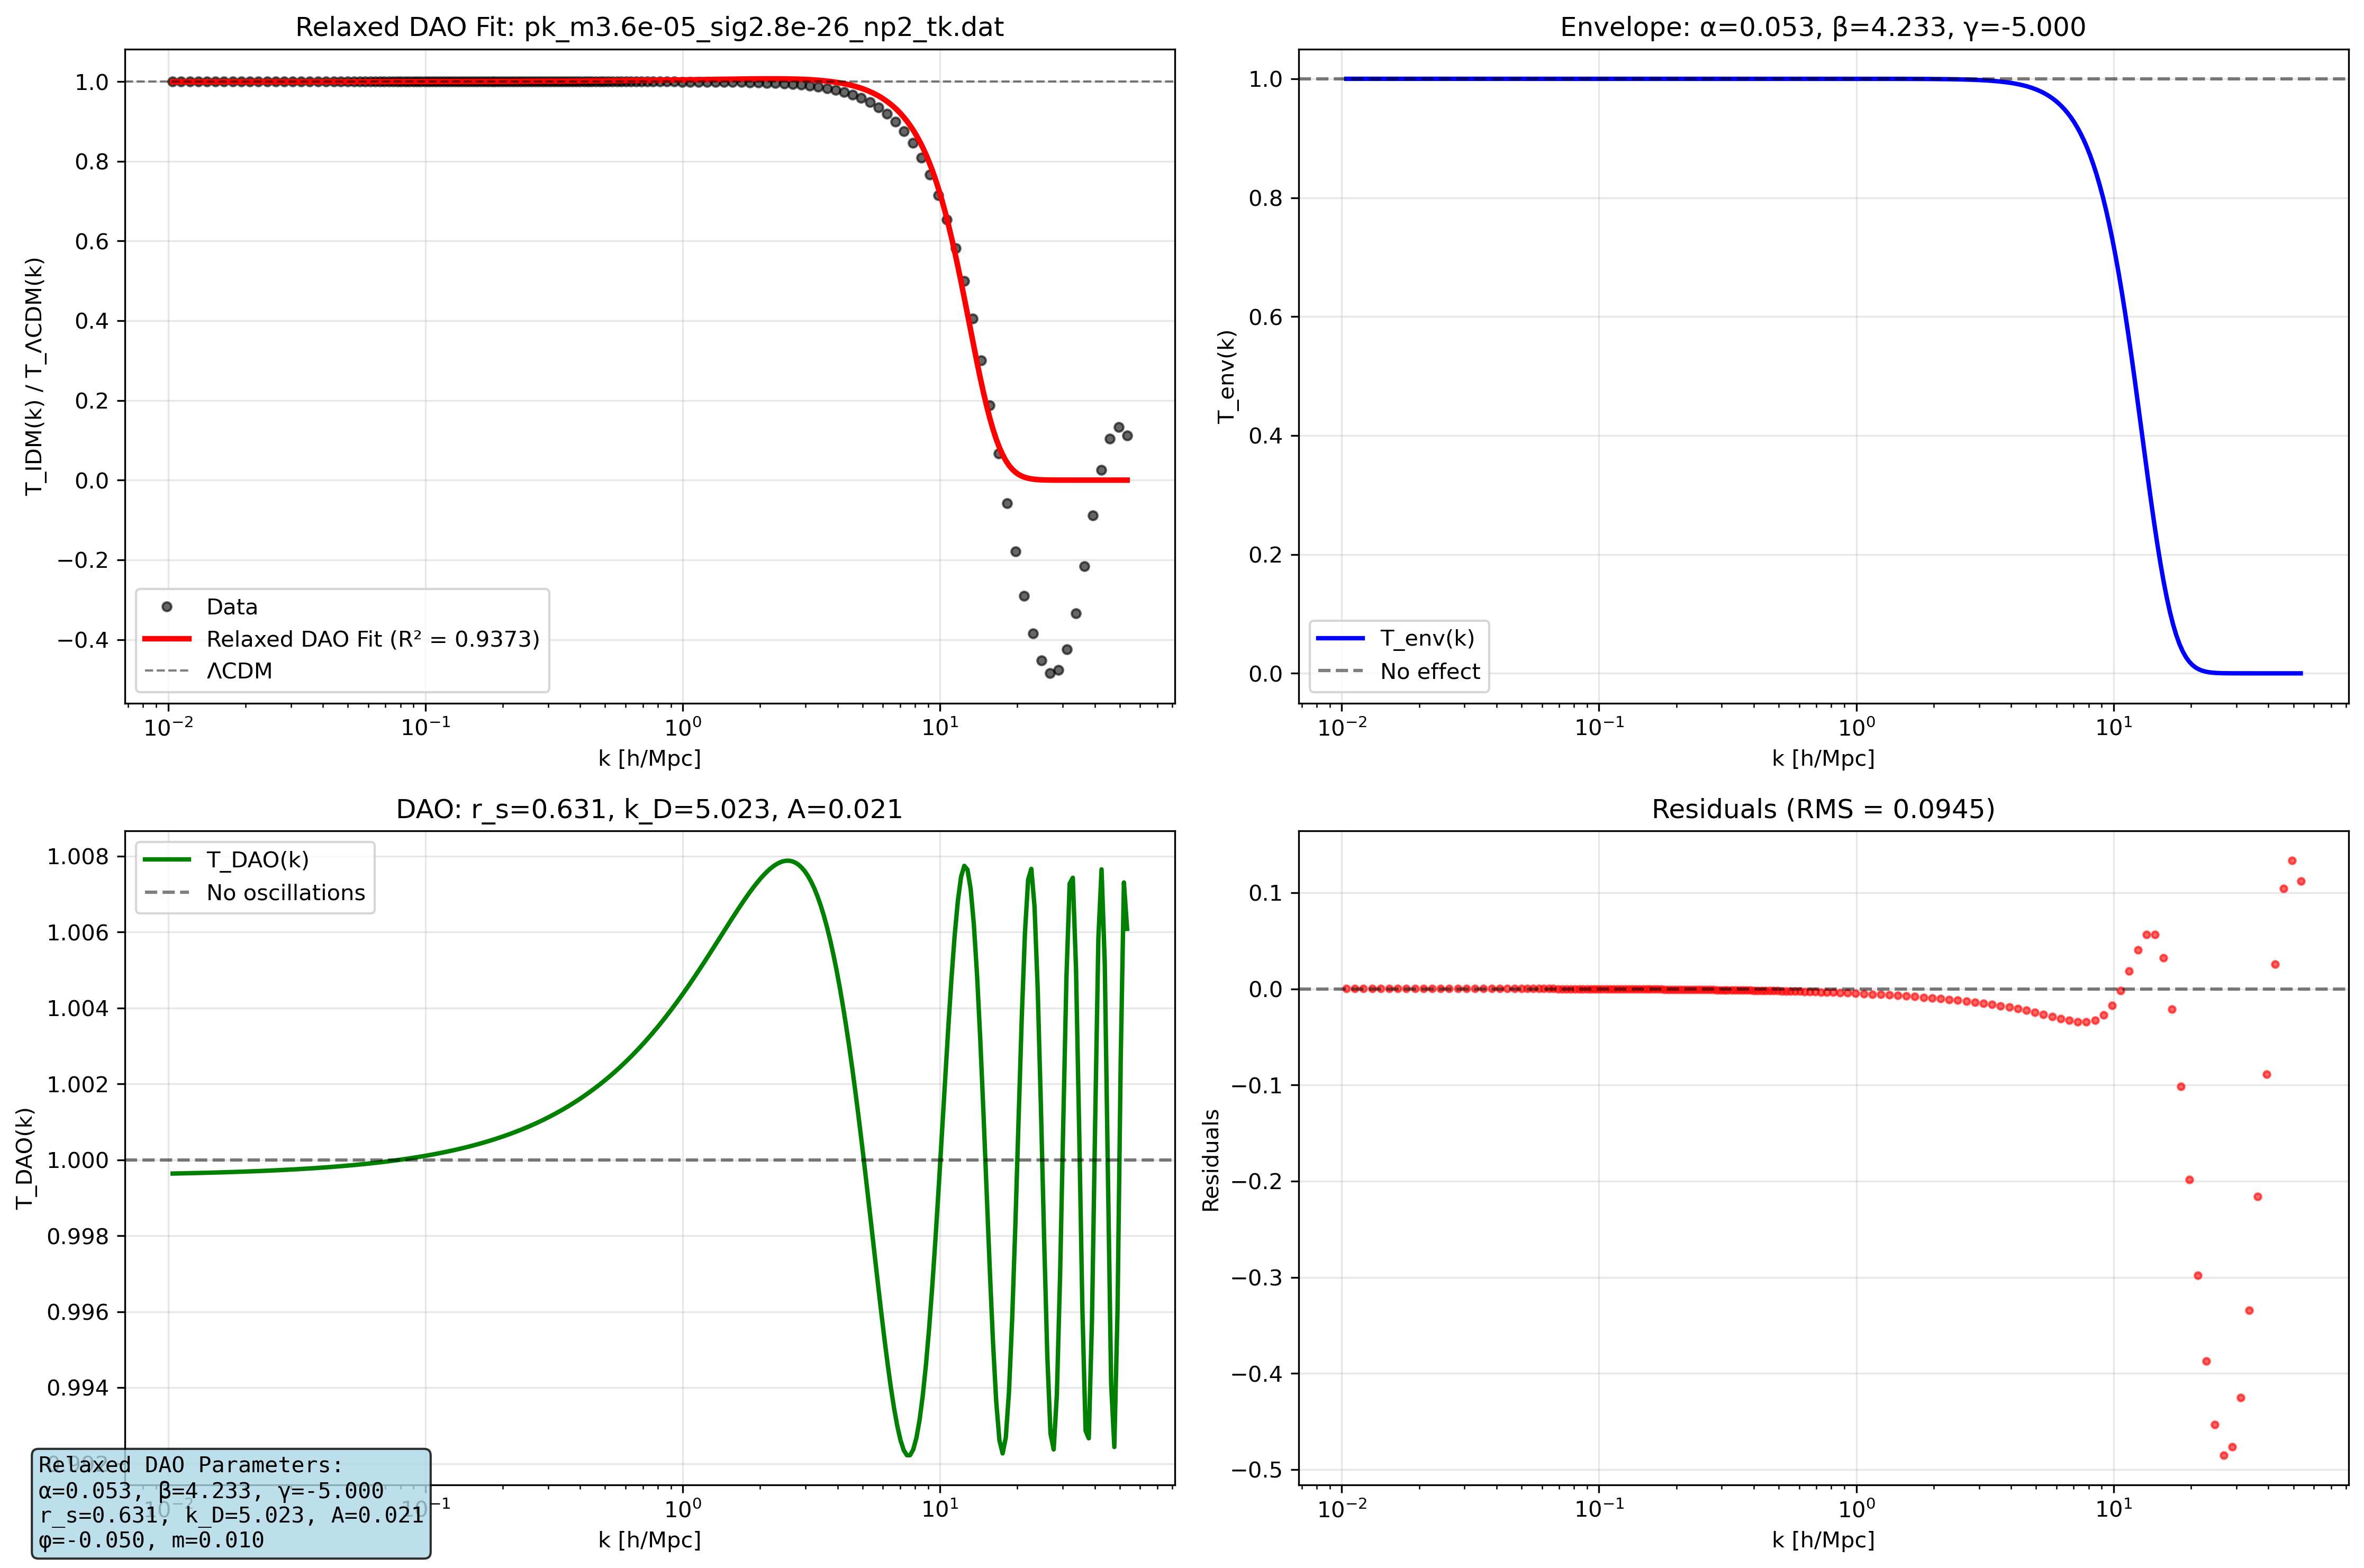 Relaxed DAO Fit: pk_m3.6e-05_sig2.8e-26_np2_tk.dat
T_IDM(k) / T_ΛCDM(k)
1.0
0.8
0.6
0.4
0.2
0.0
−0.2
−0.4
Data
Relaxed DAO Fit (R² = 0.9373)
ΛCDM
10⁻² 10⁻¹ 10⁰ 10¹
k [h/Mpc]
Envelope: α=0.053, β=4.233, γ=-5.000
T_env(k)
1.0
0.8
0.6
0.4
0.2
0.0
T_env(k)
No effect
10⁻² 10⁻¹ 10⁰ 10¹
k [h/Mpc]
DAO: r_s=0.631, k_D=5.023, A=0.021
T_DAO(k)
1.008
1.006
1.004
1.002
1.000
0.998
0.996
0.994
0.992
T_DAO(k)
No oscillations
10⁻² 10⁻¹ 10⁰ 10¹
k [h/Mpc]
Relaxed DAO Parameters:
α=0.053, β=4.233, γ=-5.000
r_s=0.631, k_D=5.023, A=0.021
φ=-0.050, m=0.010
Residuals (RMS = 0.0945)
Residuals
0.1
0.0
−0.1
−0.2
−0.3
−0.4
−0.5
10⁻² 10⁻¹ 10⁰ 10¹
k [h/Mpc]